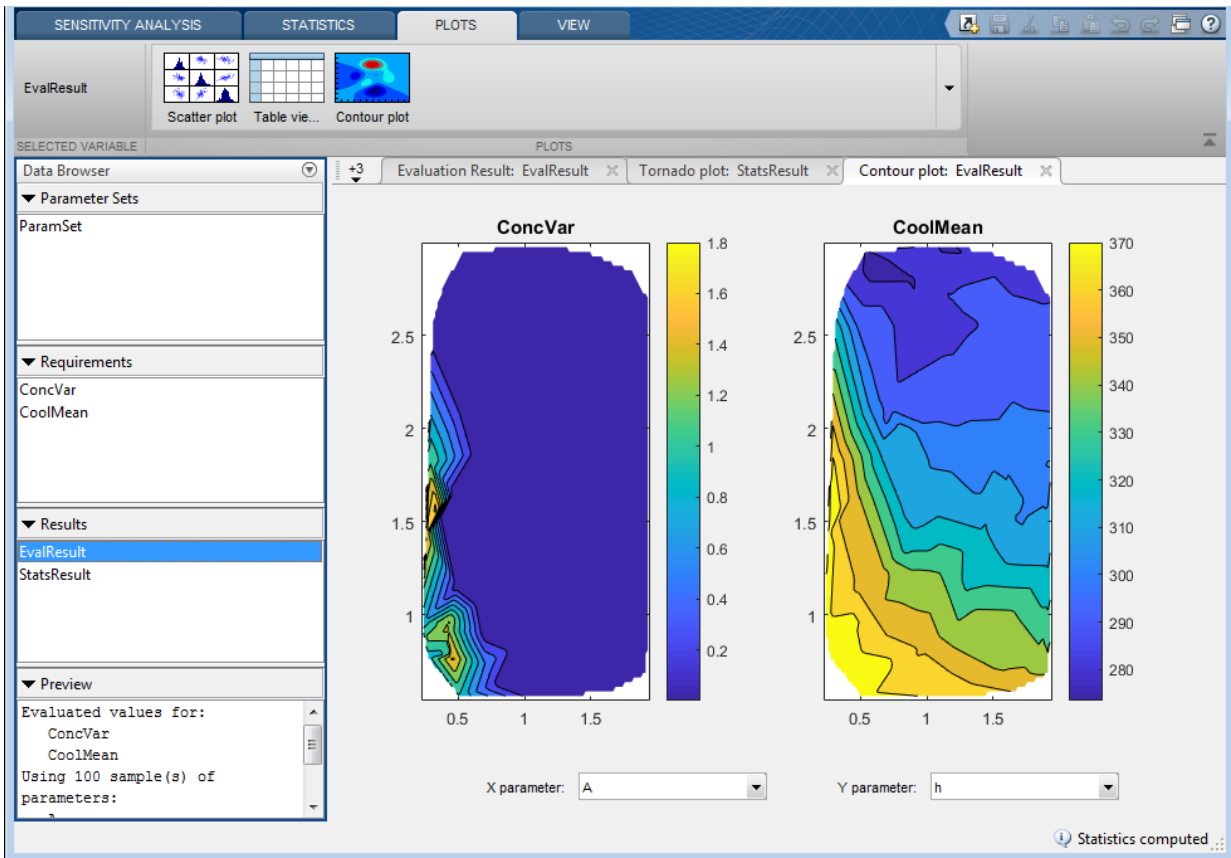 SENSITIVITY ANALYSIS STATISTICS PLOTS VIEW
EvalResult
Scatter plot Table vie... Contour plot
SELECTED VARIABLE PLOTS
Data Browser
+3 Evaluation Result: EvalResult Tornado plot: StatsResult Contour plot: EvalResult
Parameter Sets
ParamSet
Requirements
ConcVar
CoolMean
Results
EvalResult
StatsResult
Preview
Evaluated values for:
ConcVar
CoolMean
Using 100 sample(s) of
parameters:
ConcVar
2.5
2
1.5
1
0.5 1 1.5
1.8
1.6
1.4
1.2
1
0.8
0.6
0.4
0.2
CoolMean
2.5
2
1.5
1
0.5 1 1.5
370
360
350
340
330
320
310
300
290
280
X parameter: A Y parameter: h
Statistics computed